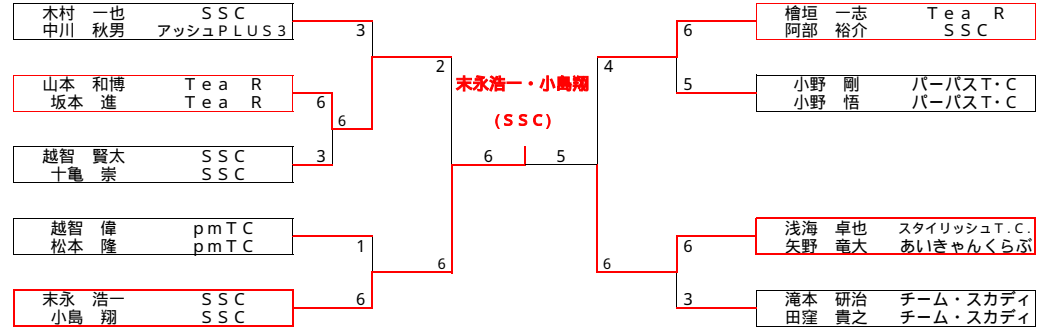 木村　一也　ＳＳＣ
中川　秋男　アッシュＰＬＵＳ３
3
山本　和博　Ｔｅａ　Ｒ
坂本　進　Ｔｅａ　Ｒ
6
6
越智　賢太　ＳＳＣ
十亀　崇　ＳＳＣ
3
2
越智　偉　ｐｍＴＣ
松本　隆　ｐｍＴＣ
1
末永　浩一　ＳＳＣ
小島　翔　ＳＳＣ
6
6
末永浩一・小島翔
（ＳＳＣ）
6
5
4
6
檜垣　一志　Ｔｅａ　Ｒ
阿部　裕介　ＳＳＣ
6
小野　剛　パーパスＴ・Ｃ
小野　悟　パーパスＴ・Ｃ
5
浅海　卓也　スタイリッシュＴ.Ｃ.
矢野　竜大　あいきゃんくらぶ
6
滝本　研治　チーム・スカディ
田窪　貴之　チーム・スカディ
3